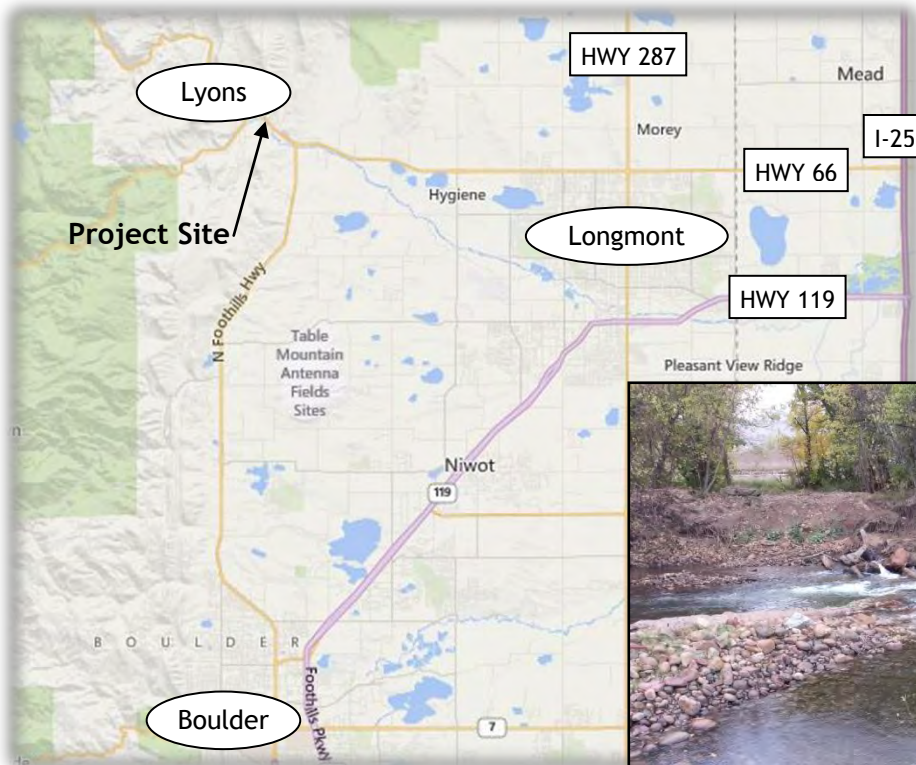 HWY 287
Mead
Lyons
Morey
I-25
HWY 66
Hygiene
Project Site
Longmont
HWY 119
N Foothills Hwy
Table
Mountain
Antenna
Fields
Sites
Pleasant View Ridge
Niwot
119
BOULDER
Foothills Pkwy
Boulder
7